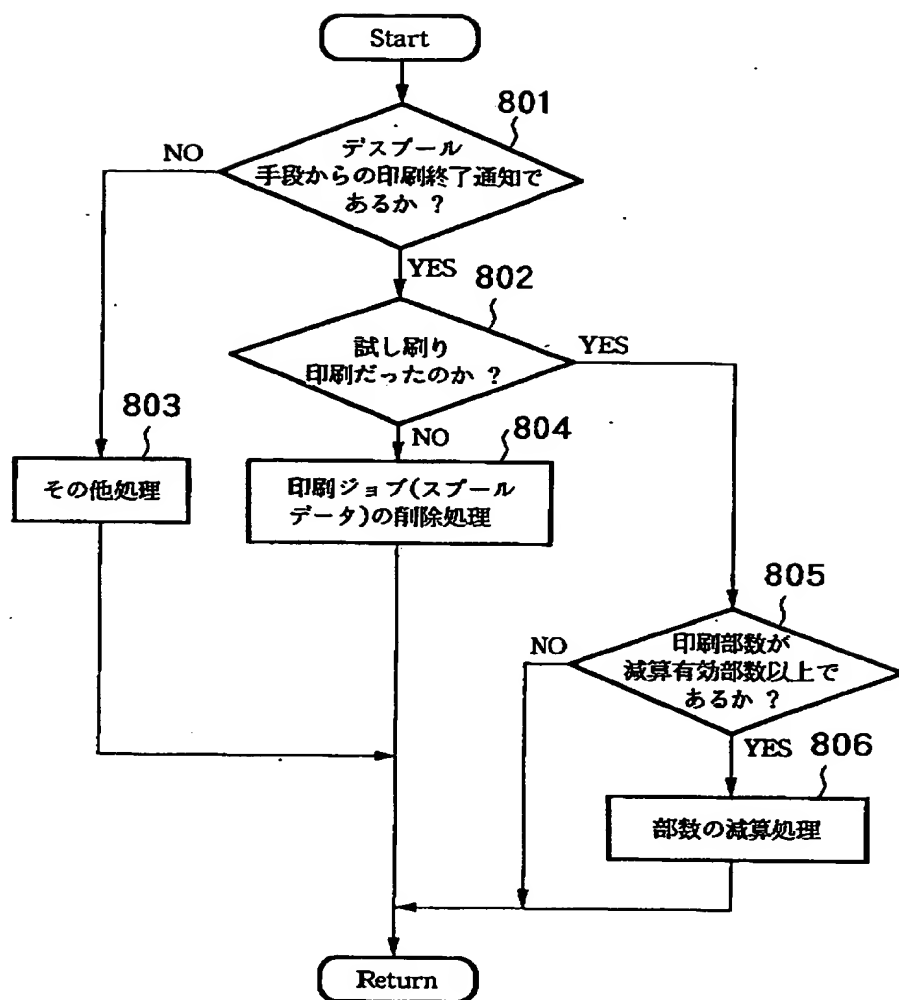 Start
801
デスプール
手段からの印刷終了通知で
あるか ?
NO
YES
802
試し刷り
印刷だったのか ?
YES
NO
803
その他処理
804
印刷ジョブ(スプール
データ)の削除処理
805
印刷部数が
減算有効部数以上で
あるか ?
NO
YES
806
部数の減算処理
Return